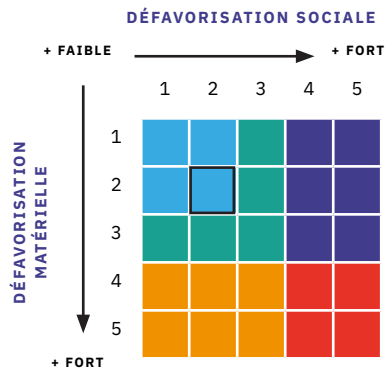 DÉFAVORISATION SOCIALE
+ FAIBLE
+ FORT
1 2 3 4 5
DÉFAVORISATION
MATÉRIELLE
1
2
3
4
5
+ FORT